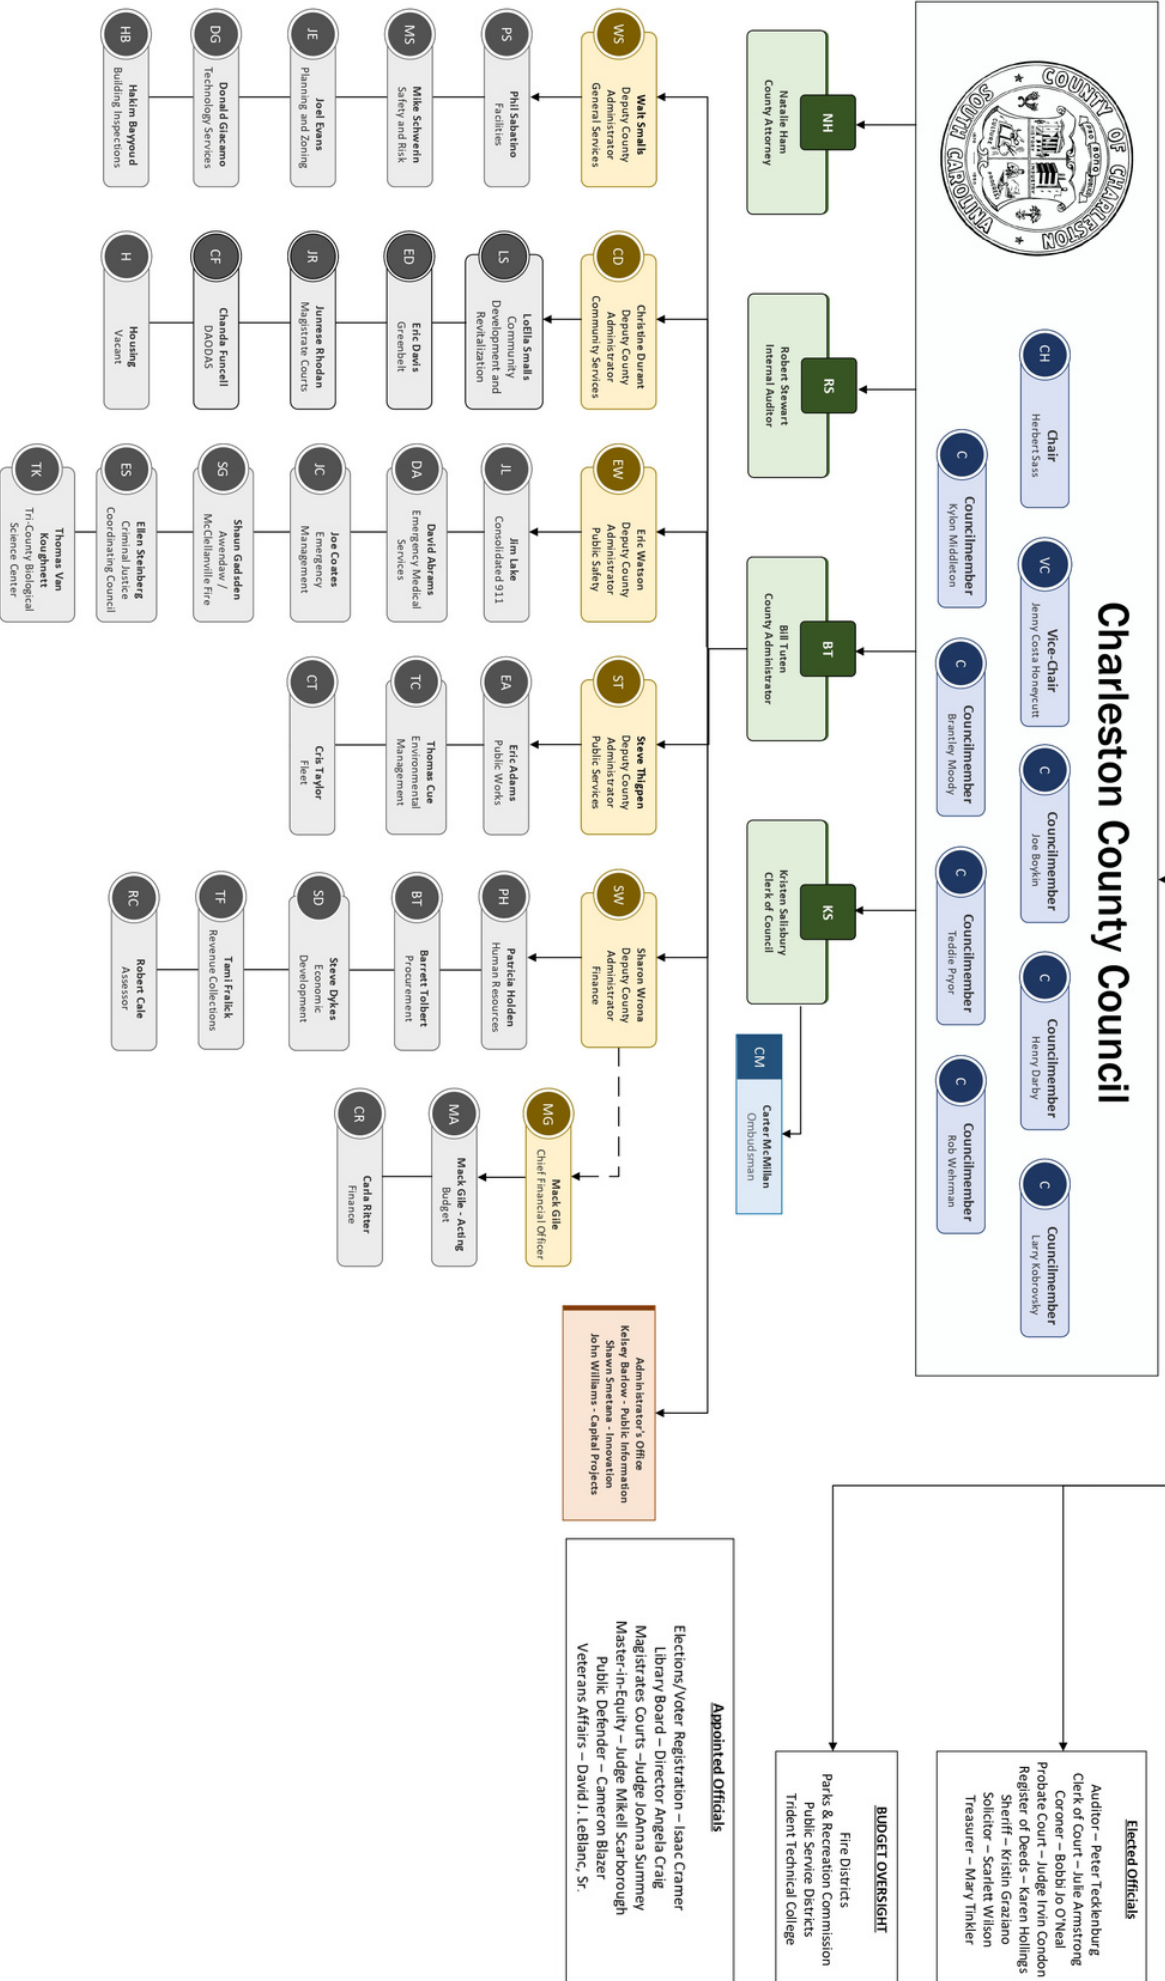 Charleston County Council
COUNTY OF CHARLESTON
SOUTH CAROLINA
PRO BONO PUBLICO
CH
Chair
Herbert Sass
VC
Vice-Chair
Jenny Costa Honeycutt
C
Councilmember
Joe Boykin
C
Councilmember
Henry Darby
C
Councilmember
Larry Kobrovsky
C
Councilmember
Kylon Middleton
C
Councilmember
Brantley Moody
C
Councilmember
Teddie Pryor
C
Councilmember
Rob Wehrman
NH
Natalie Ham
County Attorney
RS
Robert Stewart
Internal Auditor
BT
Bill Tuten
County Administrator
KS
Kristen Salisbury
Clerk of Council
CM
Carter McMillan
Ombudsman
WS
Walt Smalls
Deputy County
Administrator
General Services
PS
Phil Sabatino
Facilities
MS
Mike Schwerin
Safety and Risk
JE
Joel Evans
Planning and Zoning
DG
Donald Giacamo
Technology Services
HB
Hakim Bayyoud
Building Inspections
CD
Christine Durant
Deputy County
Administrator
Community Services
LS
LoElla Smalls
Community
Development and
Revitalization
ED
Eric Davis
Greenbelt
JR
Junrese Rhodan
Magistrate Courts
CF
Chanda Funcell
DAODAS
H
Housing
Vacant
EW
Eric Watson
Deputy County
Administrator
Public Safety
JL
Jim Lake
Consolidated 911
DA
David Abrams
Emergency Medical
Services
JC
Joe Coates
Emergency
Management
SG
Shaun Gadsden
Awendaw /
McClellanville Fire
ES
Ellen Steinberg
Criminal Justice
Coordinating Council
TK
Thomas Van
Koughnett
Tri-County Biological
Science Center
ST
Steve Thigpen
Deputy County
Administrator
Public Services
EA
Eric Adams
Public Works
TC
Thomas Cue
Environmental
Management
CT
Cris Taylor
Fleet
SW
Sharon Wrona
Deputy County
Administrator
Finance
PH
Patricia Holden
Human Resources
BT
Barrett Tolbert
Procurement
SD
Steve Dykes
Economic
Development
TF
Tami Fralick
Revenue Collections
RC
Robert Cale
Assessor
MG
Mack Gile
Chief Financial Officer
MA
Mack Gile - Acting
Budget
CR
Carla Ritter
Finance
Administrator's Office
Kelsey Barlow - Public Information
Shawn Smetana - Innovation
John Williams - Capital Projects
Elected Officials
Auditor – Peter Tecklenburg
Clerk of Court – Julie Armstrong
Coroner – Bobbi Jo O'Neal
Probate Court – Judge Irvin Condon
Register of Deeds – Karen Hollings
Sheriff – Kristin Graziano
Solicitor – Scarlett Wilson
Treasurer – Mary Tinkler
BUDGET OVERSIGHT
Fire Districts
Parks & Recreation Commission
Public Service Districts
Trident Technical College
Appointed Officials
Elections/Voter Registration – Isaac Cramer
Library Board – Director Angela Craig
Magistrates Courts –Judge JoAnna Summey
Master-in-Equity – Judge Mikell Scarborough
Public Defender – Cameron Blazer
Veterans Affairs – David J. LeBlanc, Sr.